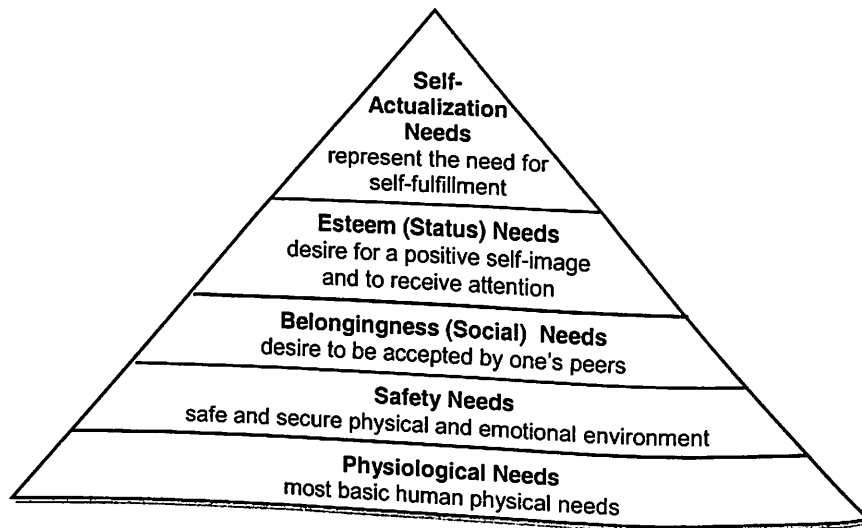 Self-
Actualization
Needs
represent the need for
self-fulfillment
Esteem (Status) Needs
desire for a positive self-image
and to receive attention
Belongingness (Social) Needs
desire to be accepted by one's peers
Safety Needs
safe and secure physical and emotional environment
Physiological Needs
most basic human physical needs